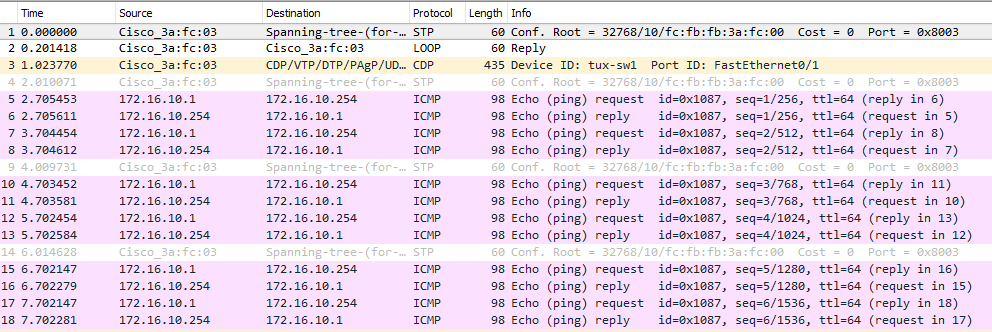 Time Source Destination Protocol Length Info
1 0.000000 Cisco_3a:fc:03 Spanning-tree-(for-… STP 60 Conf. Root = 32768/10/fc:fb:fb:3a:fc:00 Cost = 0 Port = 0x8003
2 0.201418 Cisco_3a:fc:03 Cisco_3a:fc:03 LOOP 60 Reply
3 1.023770 Cisco_3a:fc:03 CDP/VTP/DTP/PAgP/UD… CDP 435 Device ID: tux-sw1 Port ID: FastEthernet0/1
4 2.010071 Cisco_3a:fc:03 Spanning-tree-(for-… STP 60 Conf. Root = 32768/10/fc:fb:fb:3a:fc:00 Cost = 0 Port = 0x8003
5 2.705453 172.16.10.1 172.16.10.254 ICMP 98 Echo (ping) request id=0x1087, seq=1/256, ttl=64 (reply in 6)
6 2.705611 172.16.10.254 172.16.10.1 ICMP 98 Echo (ping) reply id=0x1087, seq=1/256, ttl=64 (request in 5)
7 3.704454 172.16.10.1 172.16.10.254 ICMP 98 Echo (ping) request id=0x1087, seq=2/512, ttl=64 (reply in 8)
8 3.704612 172.16.10.254 172.16.10.1 ICMP 98 Echo (ping) reply id=0x1087, seq=2/512, ttl=64 (request in 7)
9 4.009731 Cisco_3a:fc:03 Spanning-tree-(for-… STP 60 Conf. Root = 32768/10/fc:fb:fb:3a:fc:00 Cost = 0 Port = 0x8003
10 4.703452 172.16.10.1 172.16.10.254 ICMP 98 Echo (ping) request id=0x1087, seq=3/768, ttl=64 (reply in 11)
11 4.703581 172.16.10.254 172.16.10.1 ICMP 98 Echo (ping) reply id=0x1087, seq=3/768, ttl=64 (request in 10)
12 5.702454 172.16.10.1 172.16.10.254 ICMP 98 Echo (ping) request id=0x1087, seq=4/1024, ttl=64 (reply in 13)
13 5.702584 172.16.10.254 172.16.10.1 ICMP 98 Echo (ping) reply id=0x1087, seq=4/1024, ttl=64 (request in 12)
14 6.014628 Cisco_3a:fc:03 Spanning-tree-(for-… STP 60 Conf. Root = 32768/10/fc:fb:fb:3a:fc:00 Cost = 0 Port = 0x8003
15 6.702147 172.16.10.1 172.16.10.254 ICMP 98 Echo (ping) request id=0x1087, seq=5/1280, ttl=64 (reply in 16)
16 6.702279 172.16.10.254 172.16.10.1 ICMP 98 Echo (ping) reply id=0x1087, seq=5/1280, ttl=64 (request in 15)
17 7.702147 172.16.10.1 172.16.10.254 ICMP 98 Echo (ping) request id=0x1087, seq=6/1536, ttl=64 (reply in 18)
18 7.702281 172.16.10.254 172.16.10.1 ICMP 98 Echo (ping) reply id=0x1087, seq=6/1536, ttl=64 (request in 17)